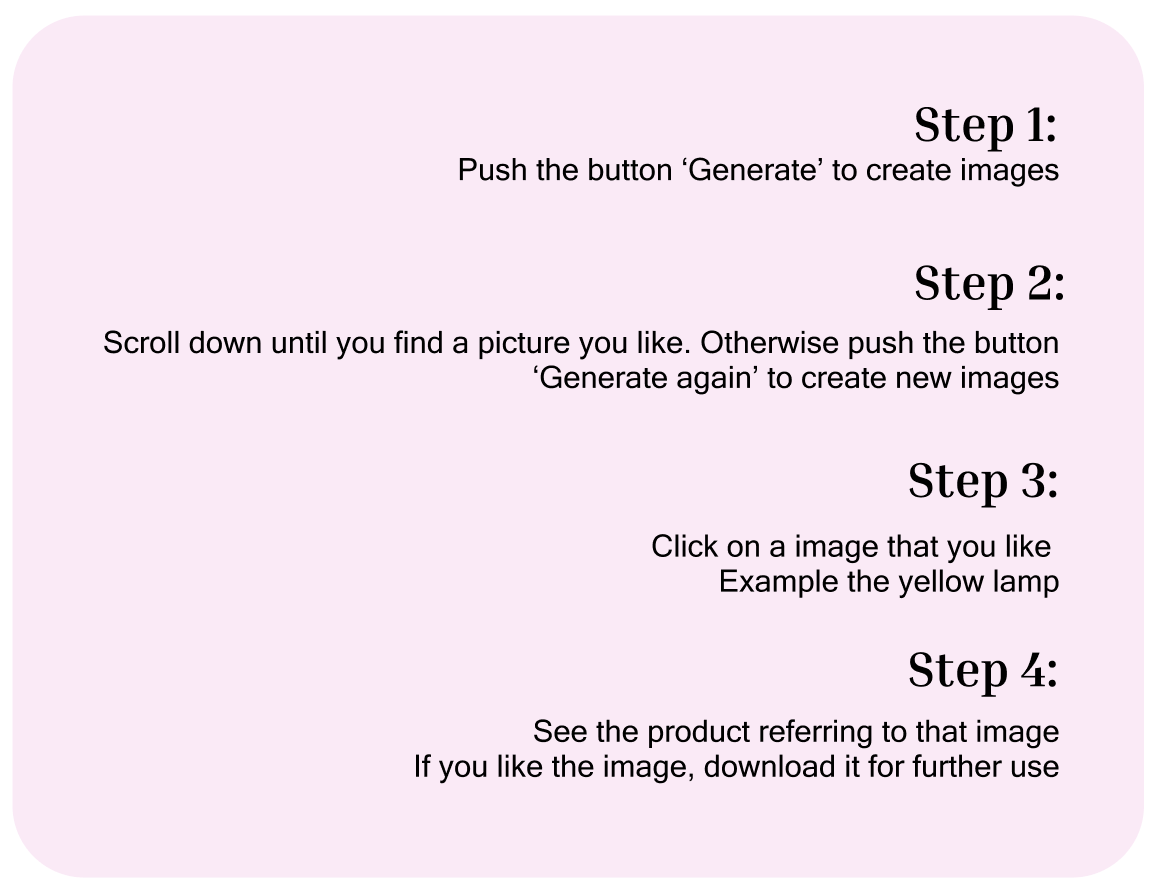 Step 1:
Push the button ‘Generate’ to create images
Step 2:
Scroll down until you find a picture you like. Otherwise push the button
‘Generate again’ to create new images
Step 3:
Click on a image that you like
Example the yellow lamp
Step 4:
See the product referring to that image
If you like the image, download it for further use